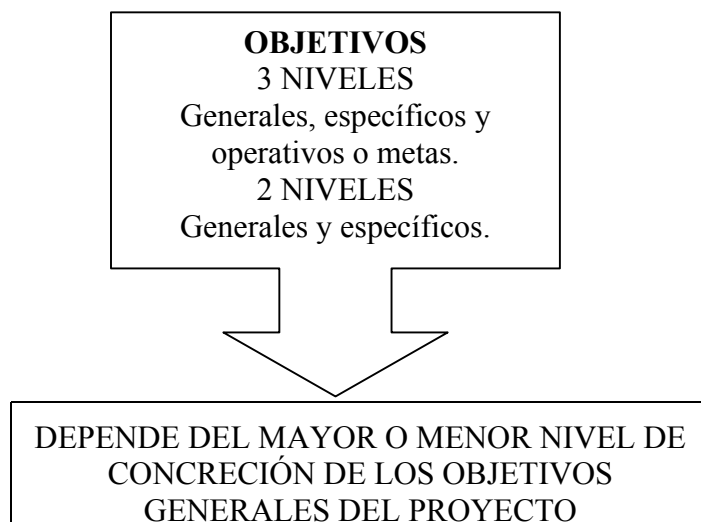 OBJETIVOS
3 NIVELES
Generales, específicos y
operativos o metas.
2 NIVELES
Generales y específicos.
DEPENDE DEL MAYOR O MENOR NIVEL DE
CONCRECIÓN DE LOS OBJETIVOS
GENERALES DEL PROYECTO